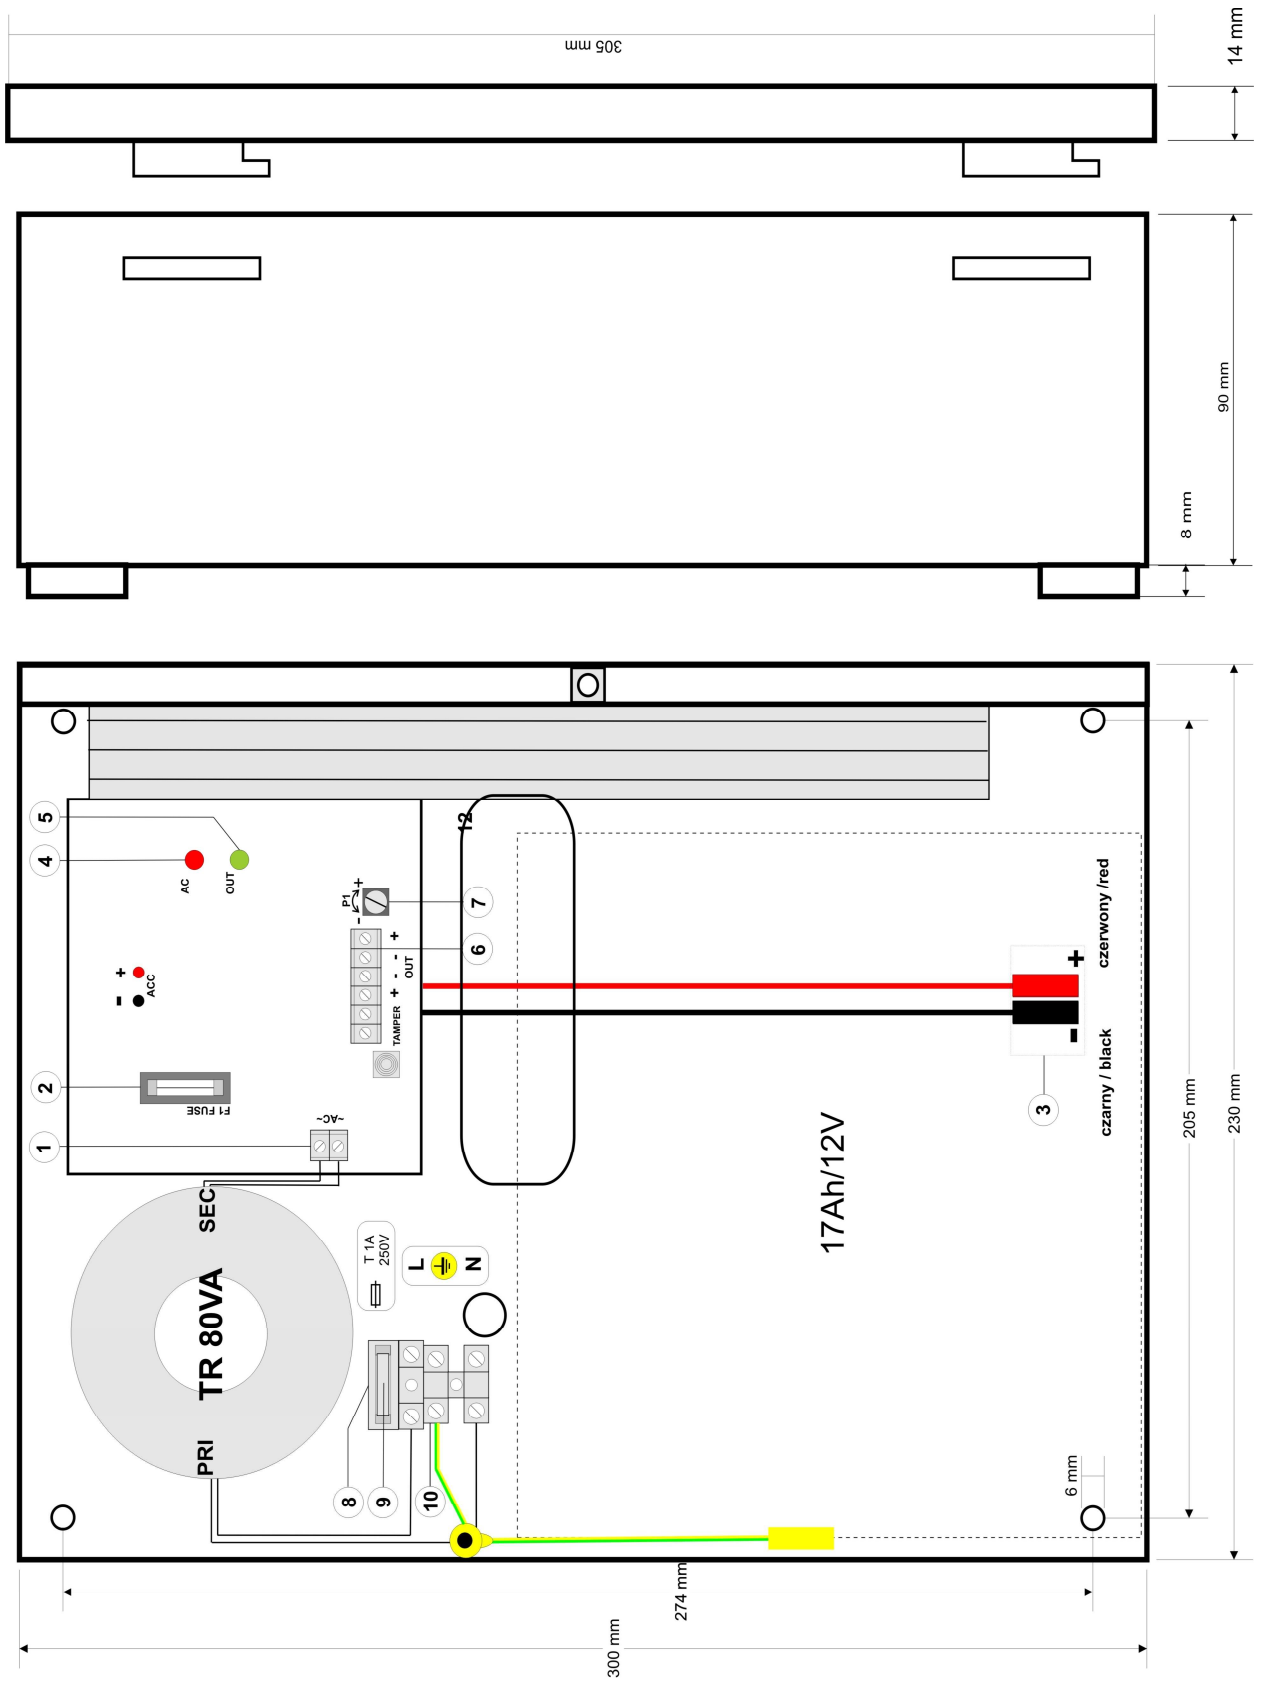 305 mm
14 mm
90 mm
8 mm
5
4
AC
OUT
12
P1
-
+
7
6
+
-
-
+
OUT
TAMPER
-
+
ACC
2
F1 FUSE
1
~AC~
+
-
czerwony /red
czarny / black
3
205 mm
230 mm
17Ah/12V
SEC
TR 80VA
PRI
T 1A
250V
L
N
8
9
10
6 mm
274 mm
300 mm